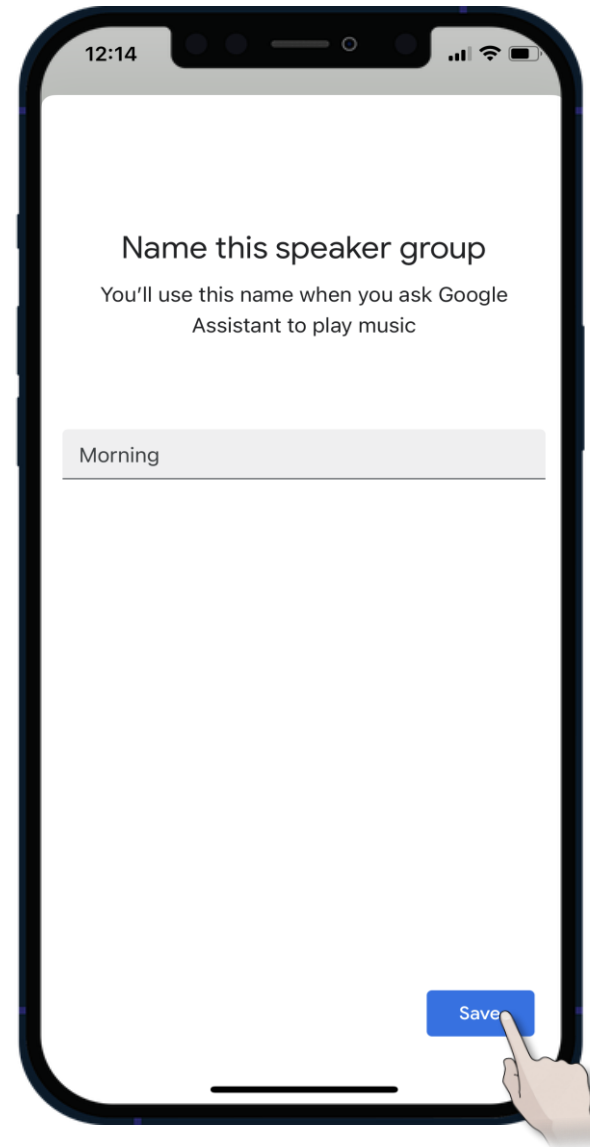 12:14
Name this speaker group
You'll use this name when you ask Google
Assistant to play music
Morning
Save